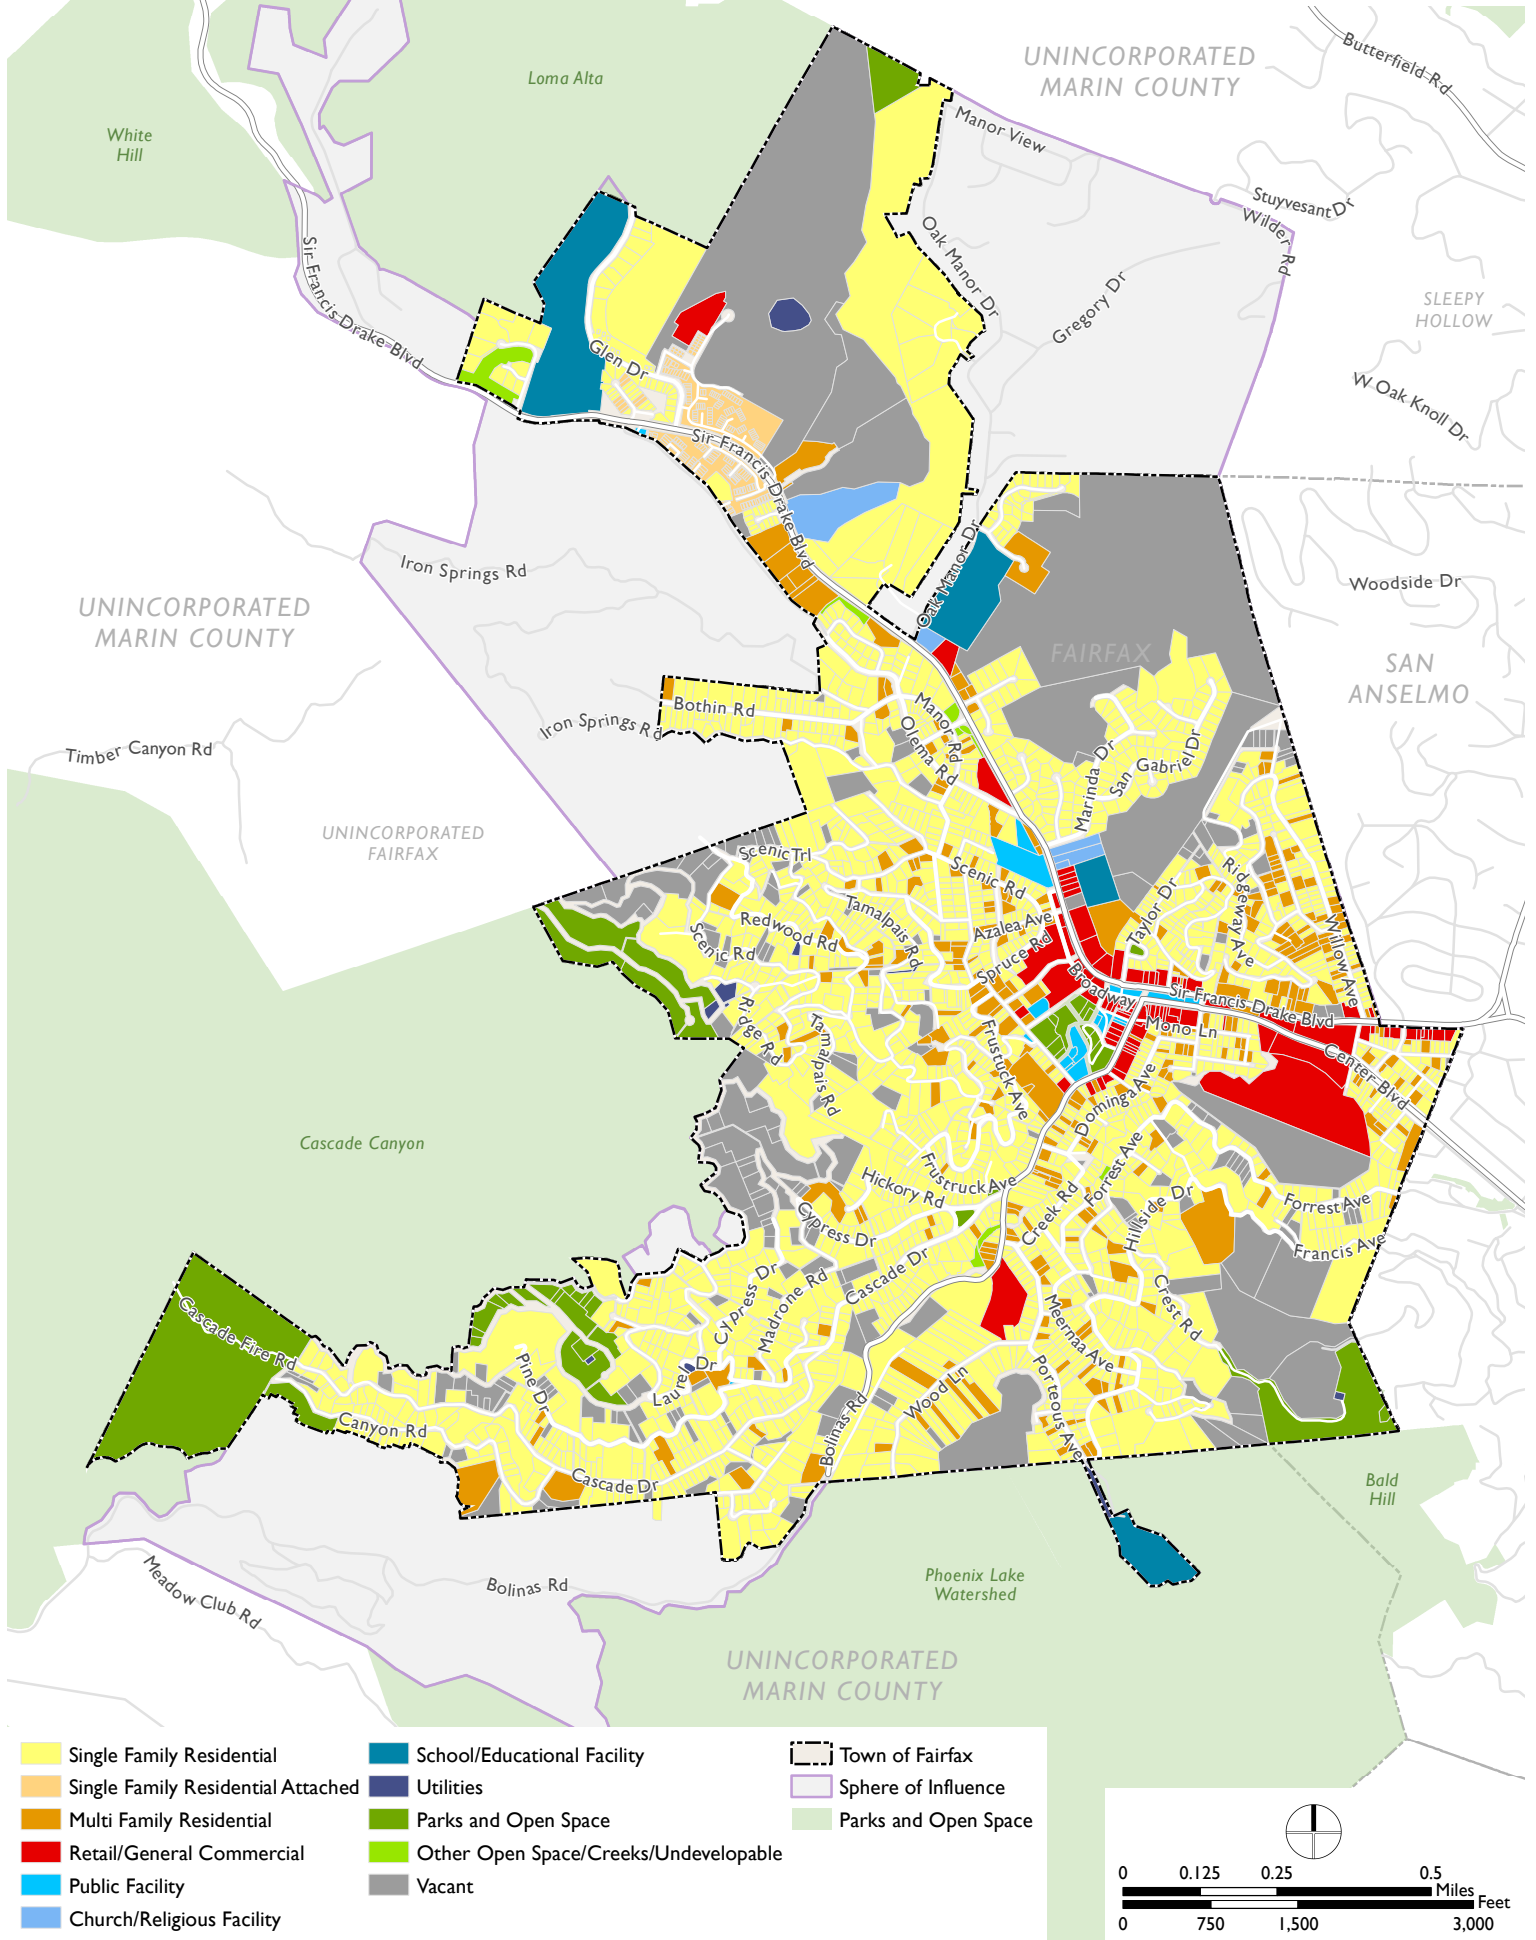 UNINCORPORATED
MARIN COUNTY
Butterfield Rd
Loma Alta
White
Hill
Manor View
Stuyvesant Dr
Wilder Rd
Oak Manor Dr
Gregory Dr
Sir Francis Drake Blvd
SLEEPY
HOLLOW
Glen Dr
W Oak Knoll Dr
Sir Francis Drake Blvd
Oak Manor Dr
Iron Springs Rd
Woodside Dr
UNINCORPORATED
MARIN COUNTY
FAIRFAX
SAN
ANSELMO
Bothin Rd
Iron Springs Rd
Manor Rd
Olema Rd
Timber Canyon Rd
Marinda Dr
San Gabriel Dr
UNINCORPORATED
FAIRFAX
Scenic Trl
Scenic Rd
Ridgeway Ave
Taylor Dr
Redwood Rd
Tamalpais Rd
Azalea Ave
Scenic Rd
Spruce Rd
Willow Ave
Broadway
Sir Francis Drake Blvd
Mono Ln
Ridge Rd
Tamalpais Rd
Frustuck Ave
Center Blvd
Dominga Ave
Cascade Canyon
Forrest Ave
Frustruck Ave
Hickory Rd
Creek Rd
Hillside Dr
Forrest Ave
Cypress Dr
Francis Ave
Cascade Dr
Cypress Dr
Madrone Rd
Crest Rd
Meernaa Ave
Cascade Fire Rd
Pine Dr
Laurel Dr
Wood Ln
Porteous Ave
Canyon Rd
Bolinas Rd
Cascade Dr
Bald
Hill
Phoenix Lake
Watershed
Meadow Club Rd
Bolinas Rd
UNINCORPORATED
MARIN COUNTY
Single Family Residential
Single Family Residential Attached
Multi Family Residential
Retail/General Commercial
Public Facility
Church/Religious Facility
School/Educational Facility
Utilities
Parks and Open Space
Other Open Space/Creeks/Undevelopable
Vacant
Town of Fairfax
Sphere of Influence
Parks and Open Space
0 0.125 0.25 0.5
Miles
Feet
0 750 1,500 3,000